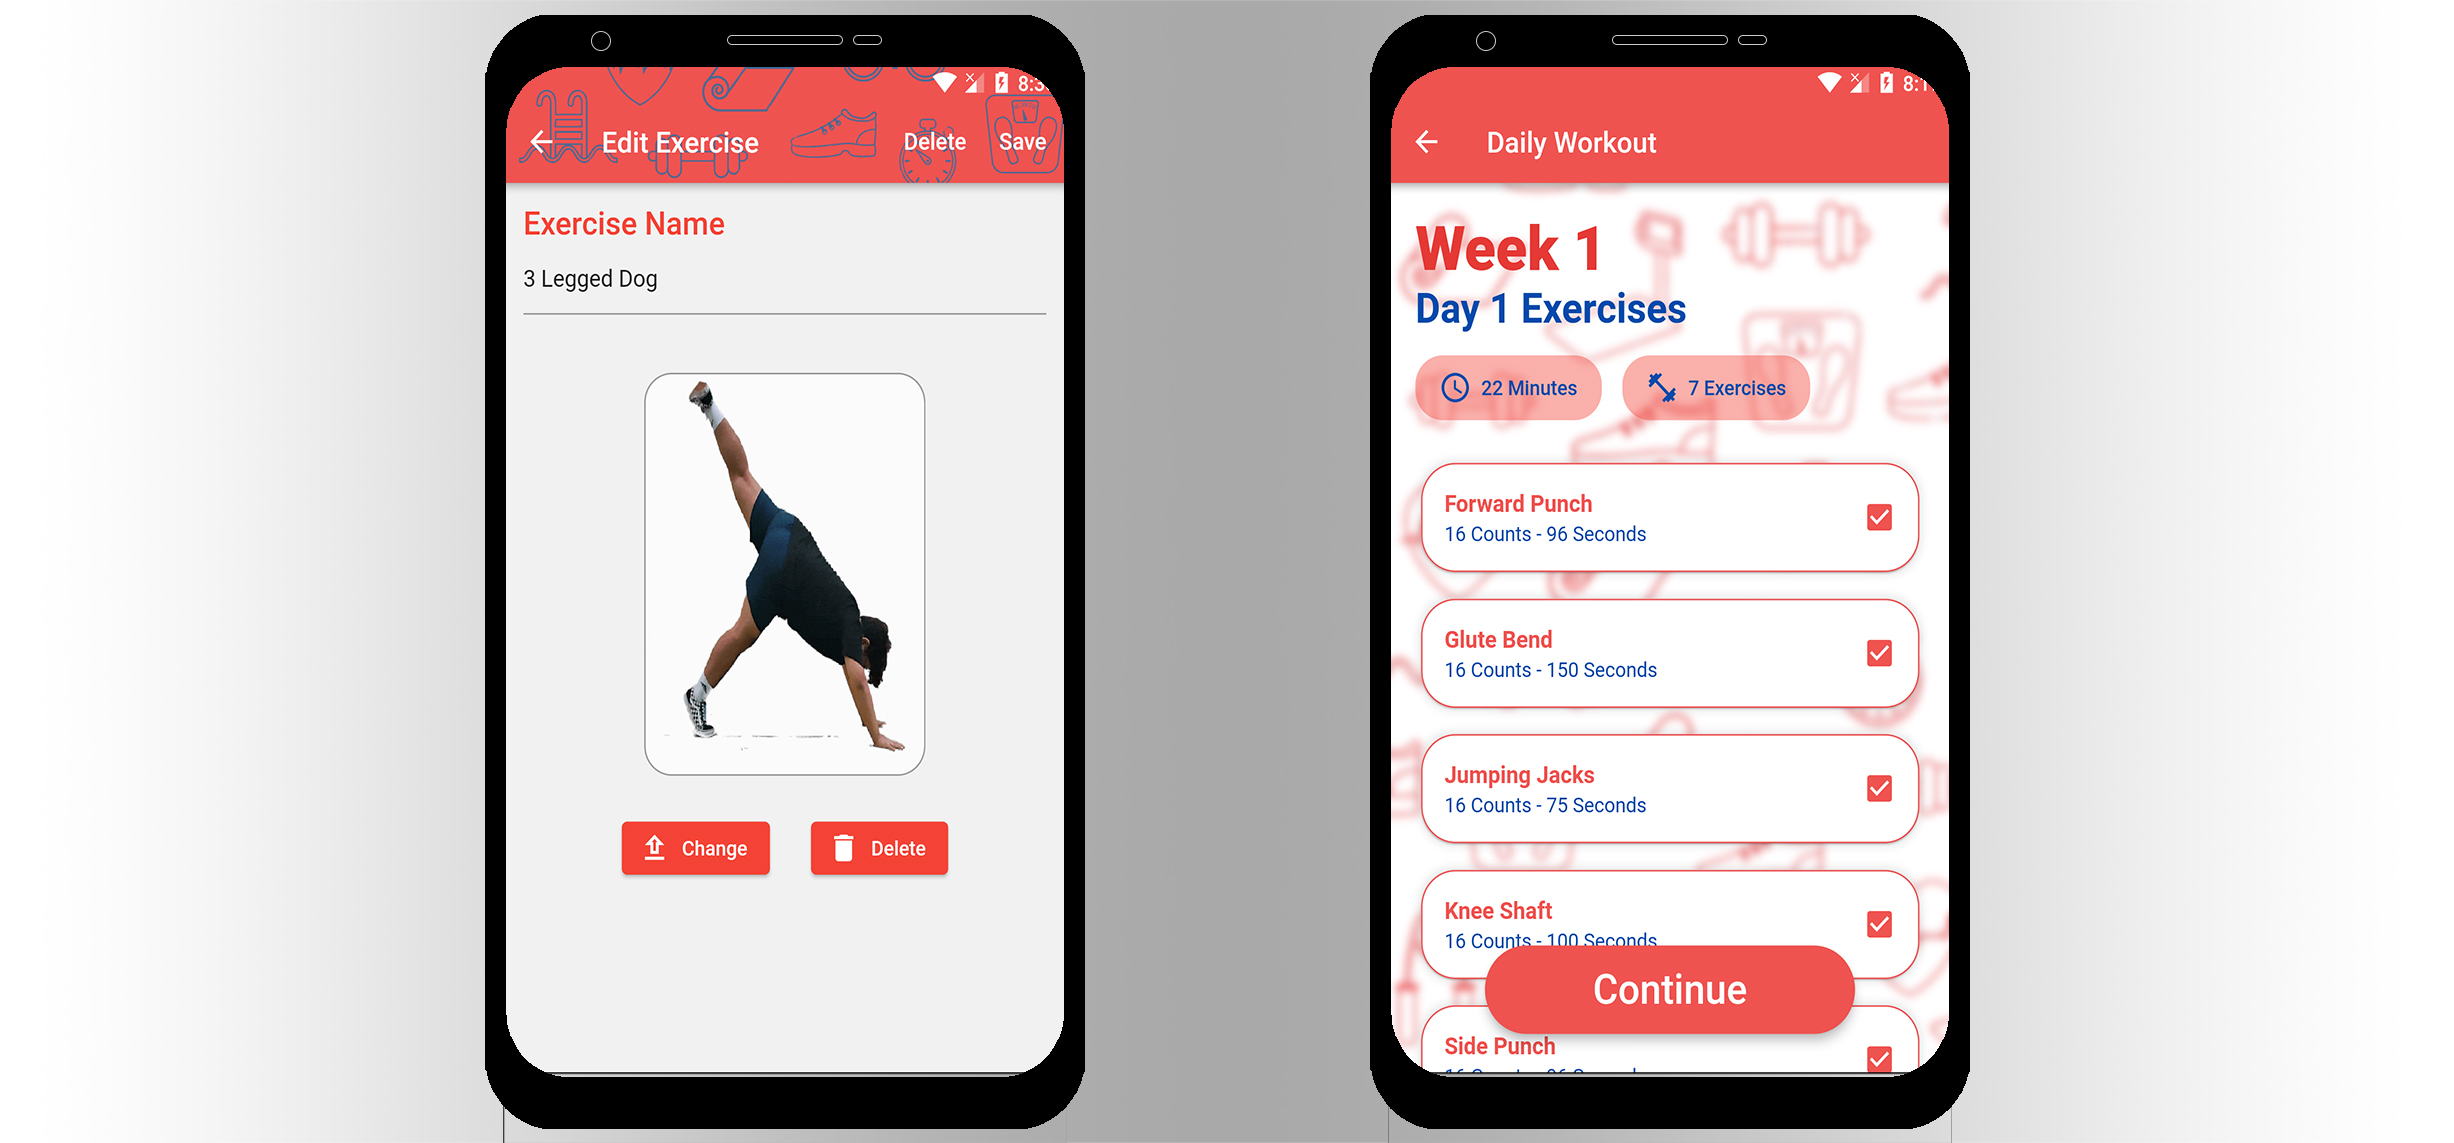 8:3
Edit Exercise
Delete
Save
Exercise Name
3 Legged Dog
Change
Delete
8:1
Daily Workout
Week 1
Day 1 Exercises
22 Minutes
7 Exercises
Forward Punch
16 Counts - 96 Seconds
Glute Bend
16 Counts - 150 Seconds
Jumping Jacks
16 Counts - 75 Seconds
Knee Shaft
16 Counts - 100 Seconds
Continue
Side Punch